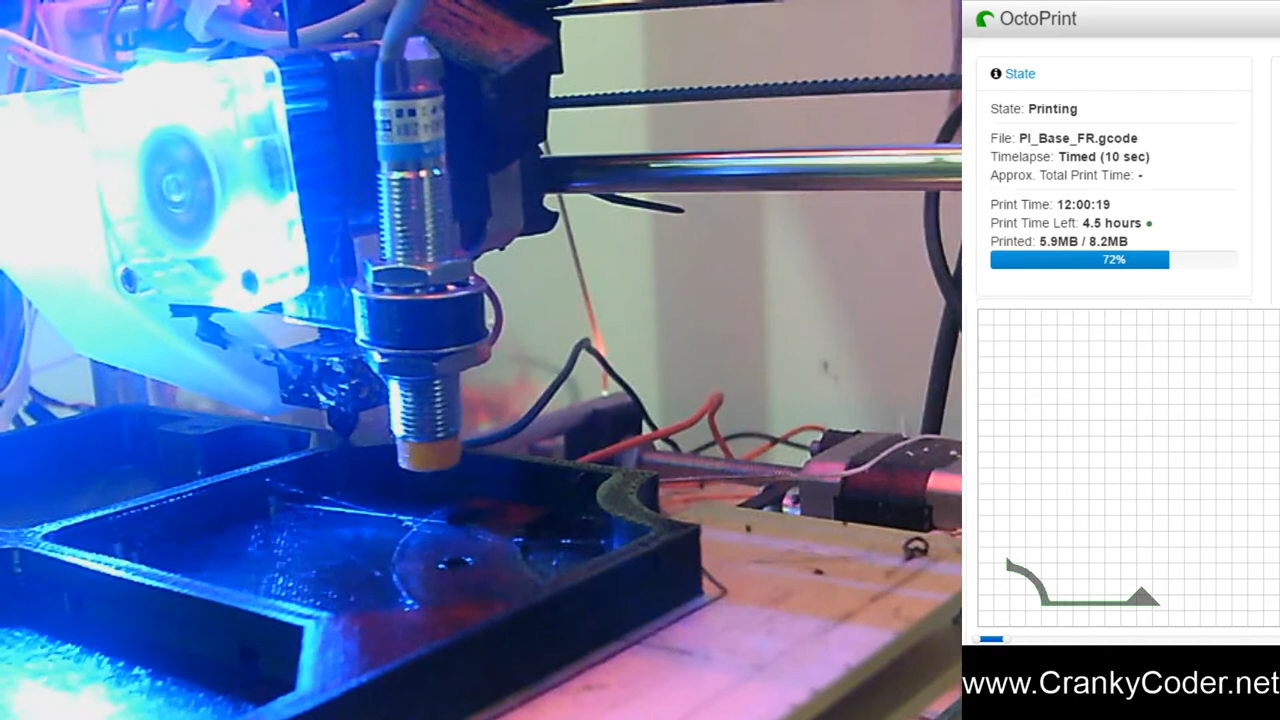 OctoPrint
State
State: Printing
File: PI_Base_FR.gcode
Timelapse: Timed (10 sec)
Approx. Total Print Time: -
Print Time: 12:00:19
Print Time Left: 4.5 hours
Printed: 5.9MB / 8.2MB
72%
www.CrankyCoder.net